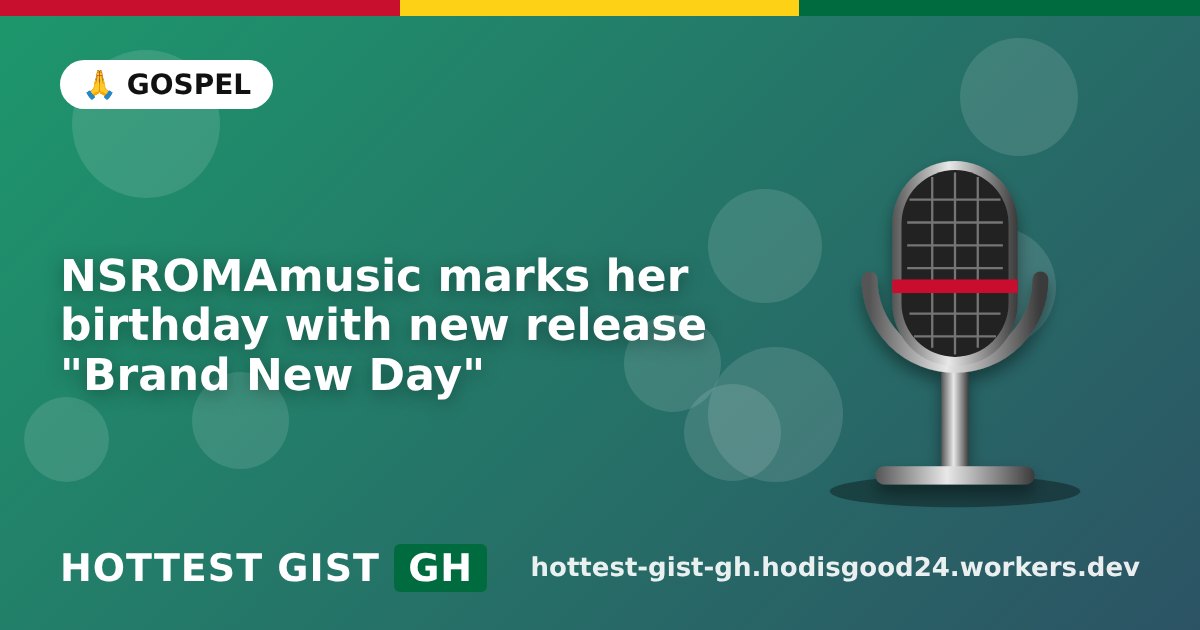 🙏 GOSPEL
NSROMAmusic marks her
birthday with new release
"Brand New Day"
HOTTEST GIST GH
hottest-gist-gh.hodisgood24.workers.dev